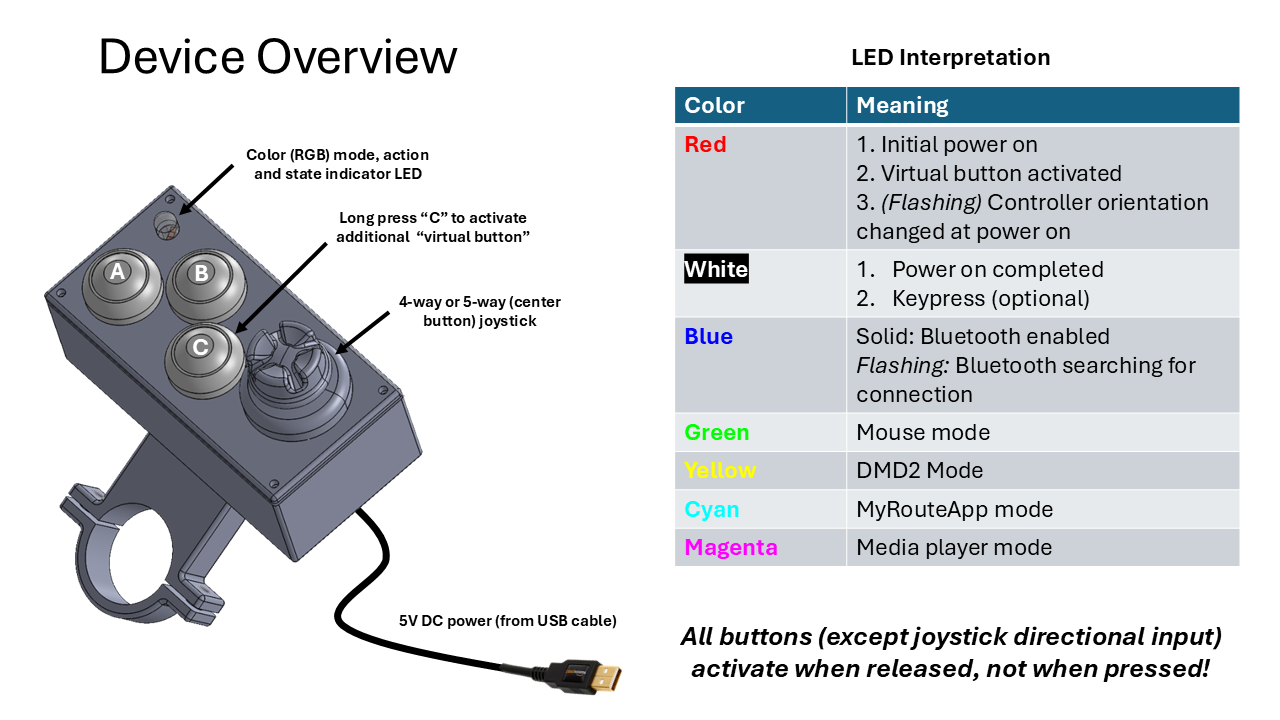 Device Overview
Color (RGB) mode, action
and state indicator LED
Long press “C” to activate
additional “virtual button”
4-way or 5-way (center
button) joystick
A
B
C
5V DC power (from USB cable)
LED Interpretation
Color Meaning
Red 1. Initial power on
2. Virtual button activated
3. (Flashing) Controller orientation
changed at power on
White 1. Power on completed
2. Keypress (optional)
Blue Solid: Bluetooth enabled
Flashing: Bluetooth searching for
connection
Green Mouse mode
Yellow DMD2 Mode
Cyan MyRouteApp mode
Magenta Media player mode
All buttons (except joystick directional input)
activate when released, not when pressed!